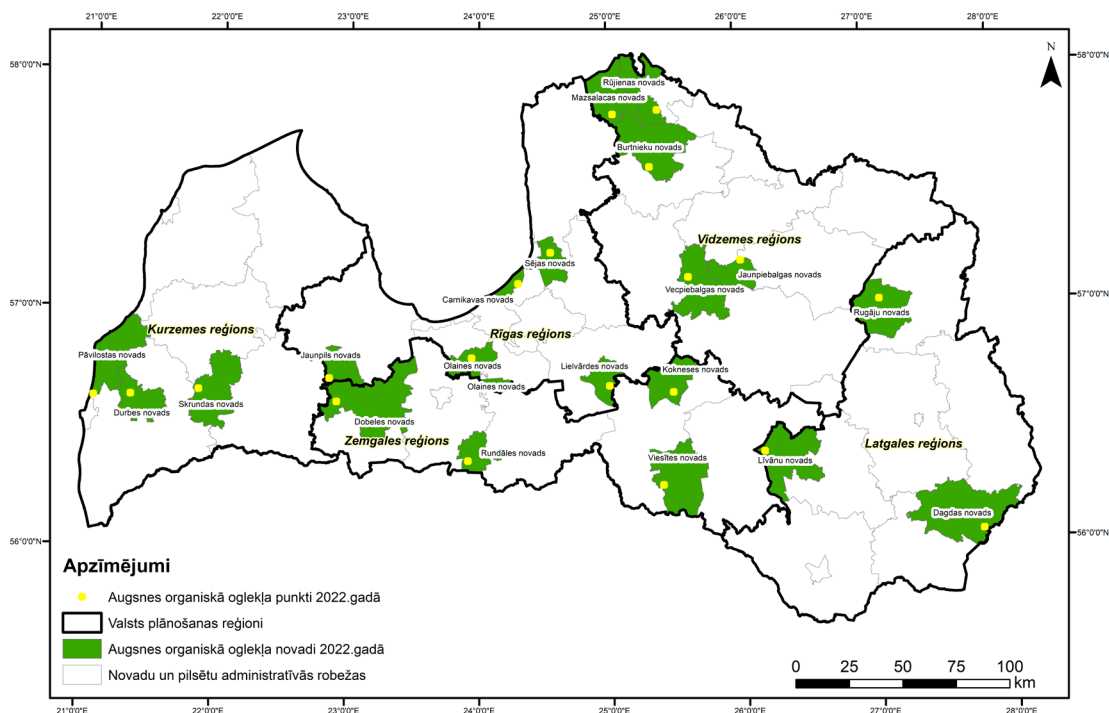 21°0'0"E 22°0'0"E 23°0'0"E 24°0'0"E 25°0'0"E 26°0'0"E 27°0'0"E 28°0'0"E
58°0'0"N
58°0'0"N
N
Rūjienas novads
Mazsalacas novads
Burtnieku novads
Vidzemes reģions
Sējas novads
Jaunpiebalgas novads
Vecpiebalgas novads
Carnikavas novads
57°0'0"N
57°0'0"N
Rugāju novads
Kurzemes reģions
Rīgas reģions
Pāvilostas novads
Jaunpils novads
Olaines novads
Lielvārdes novads
Kokneses novads
Olaines novads
Skrundas novads
Durbes novads
Dobeles novads
Zemgales reģions
Latgales reģions
Rundāles novads
Viesītes novads
Līvānu novads
Dagdas novads
56°0'0"N
56°0'0"N
Apzīmējumi
Augsnes organiskā oglekļa punkti 2022.gadā
Valsts plānošanas reģioni
Augsnes organiskā oglekļa novadi 2022.gadā
Novadu un pilsētu administratīvās robežas
0 25 50 75 100
km
21°0'0"E 22°0'0"E 23°0'0"E 24°0'0"E 25°0'0"E 26°0'0"E 27°0'0"E 28°0'0"E